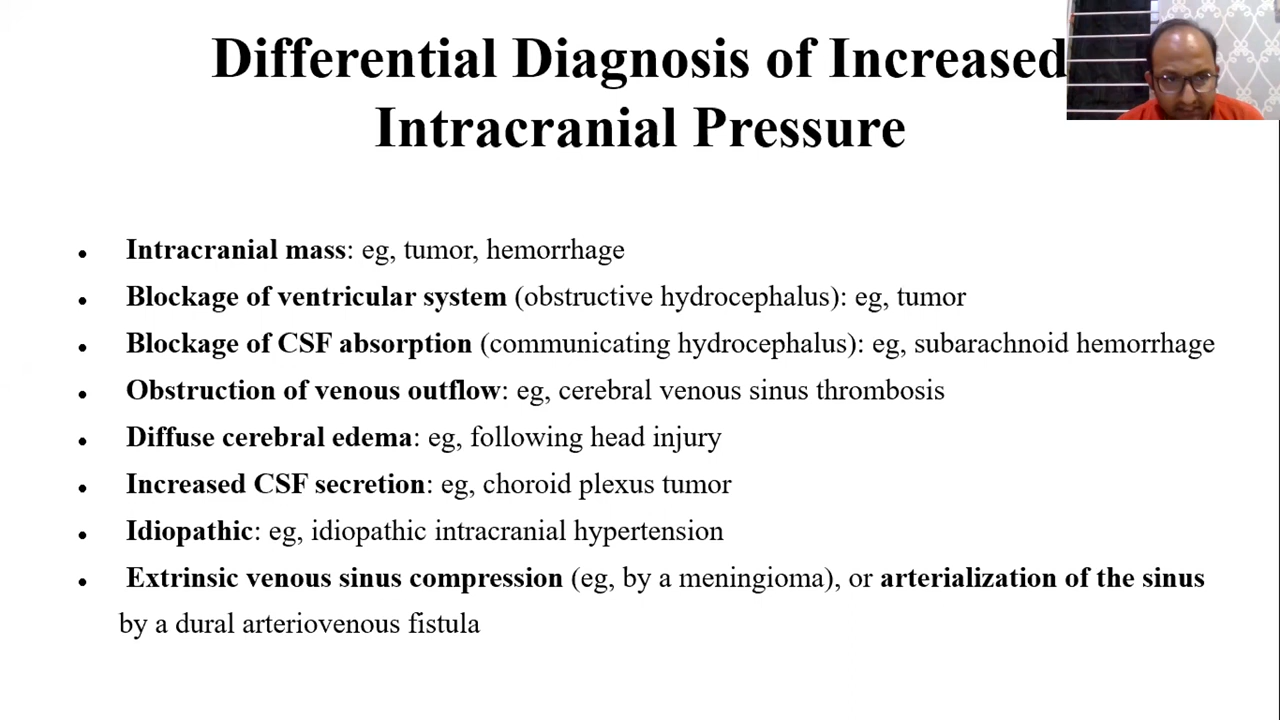 Differential Diagnosis of Increased
Intracranial Pressure
• Intracranial mass: eg, tumor, hemorrhage
• Blockage of ventricular system (obstructive hydrocephalus): eg, tumor
• Blockage of CSF absorption (communicating hydrocephalus): eg, subarachnoid hemorrhage
• Obstruction of venous outflow: eg, cerebral venous sinus thrombosis
• Diffuse cerebral edema: eg, following head injury
• Increased CSF secretion: eg, choroid plexus tumor
• Idiopathic: eg, idiopathic intracranial hypertension
• Extrinsic venous sinus compression (eg, by a meningioma), or arterialization of the sinus
by a dural arteriovenous fistula